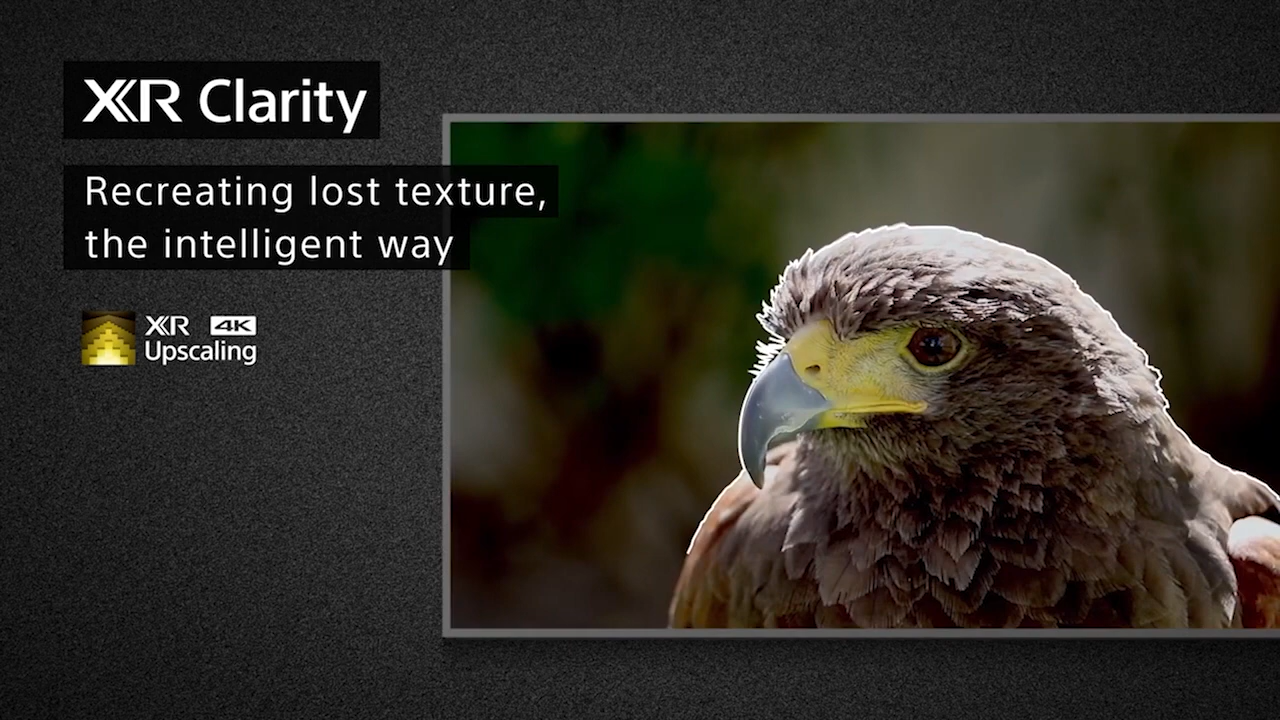 XR Clarity
Recreating lost texture,
the intelligent way
XR 4K
Upscaling